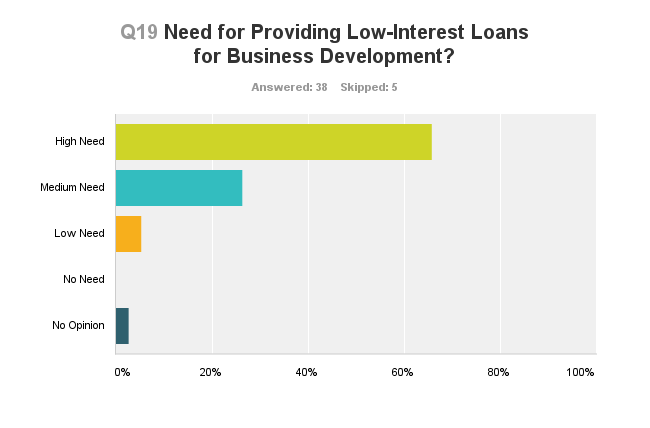 Q19 Need for Providing Low-Interest Loans
for Business Development?
Answered: 38 Skipped: 5
High Need
Medium Need
Low Need
No Need
No Opinion
0% 20% 40% 60% 80% 100%